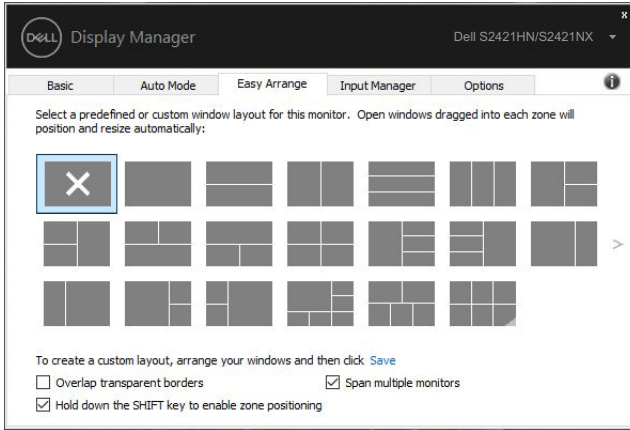 x
DELL Display Manager
Dell S2421HN/S2421NX
Basic Auto Mode Easy Arrange Input Manager Options
Select a predefined or custom window layout for this monitor. Open windows dragged into each zone will
position and resize automatically:
To create a custom layout, arrange your windows and then click Save
Overlap transparent borders
Span multiple monitors
Hold down the SHIFT key to enable zone positioning